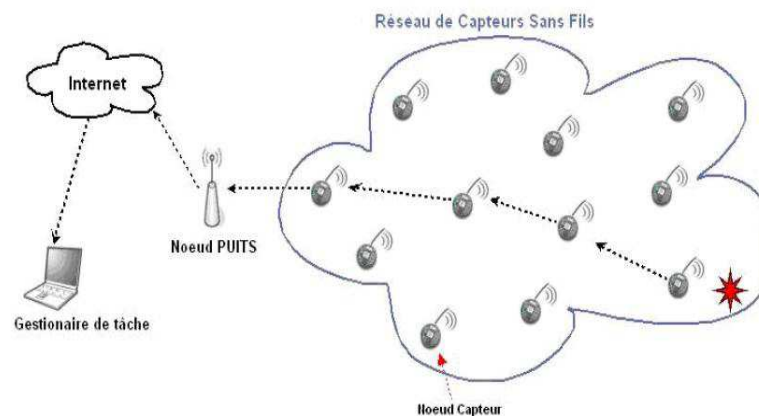 Réseau de Capteurs Sans Fils
Internet
Noeud PUITS
Gestionaire de tâche
Noeud Capteur